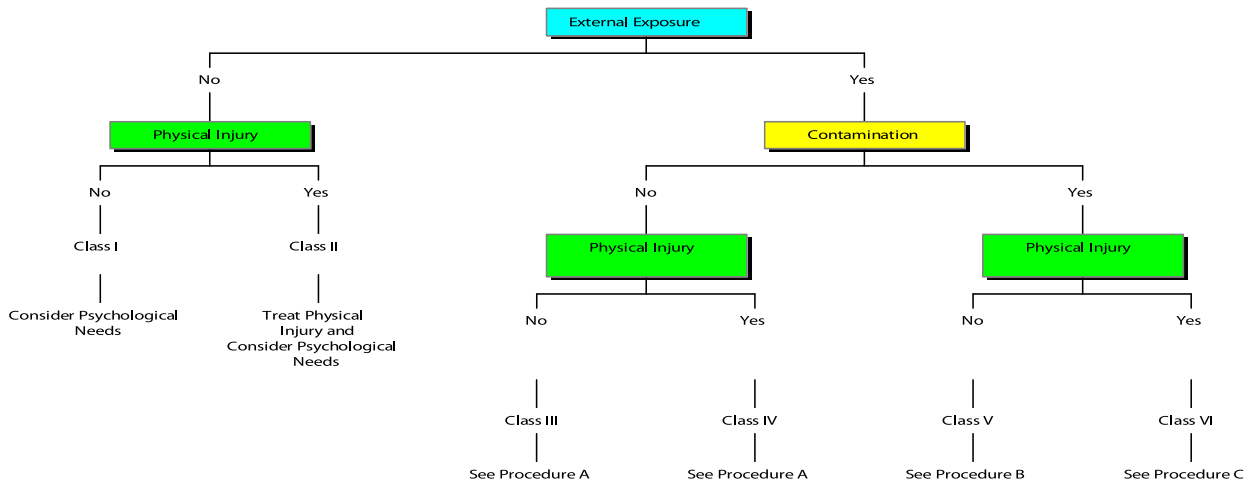 External Exposure
No
Yes
Physical Injury
Contamination
No
Yes
No
Yes
Class I
Class II
Physical Injury
Physical Injury
Consider Psychological
Needs
Treat Physical
Injury and
Consider Psychological
Needs
No
Yes
No
Yes
Class III
Class IV
Class V
Class VI
See Procedure A
See Procedure A
See Procedure B
See Procedure C